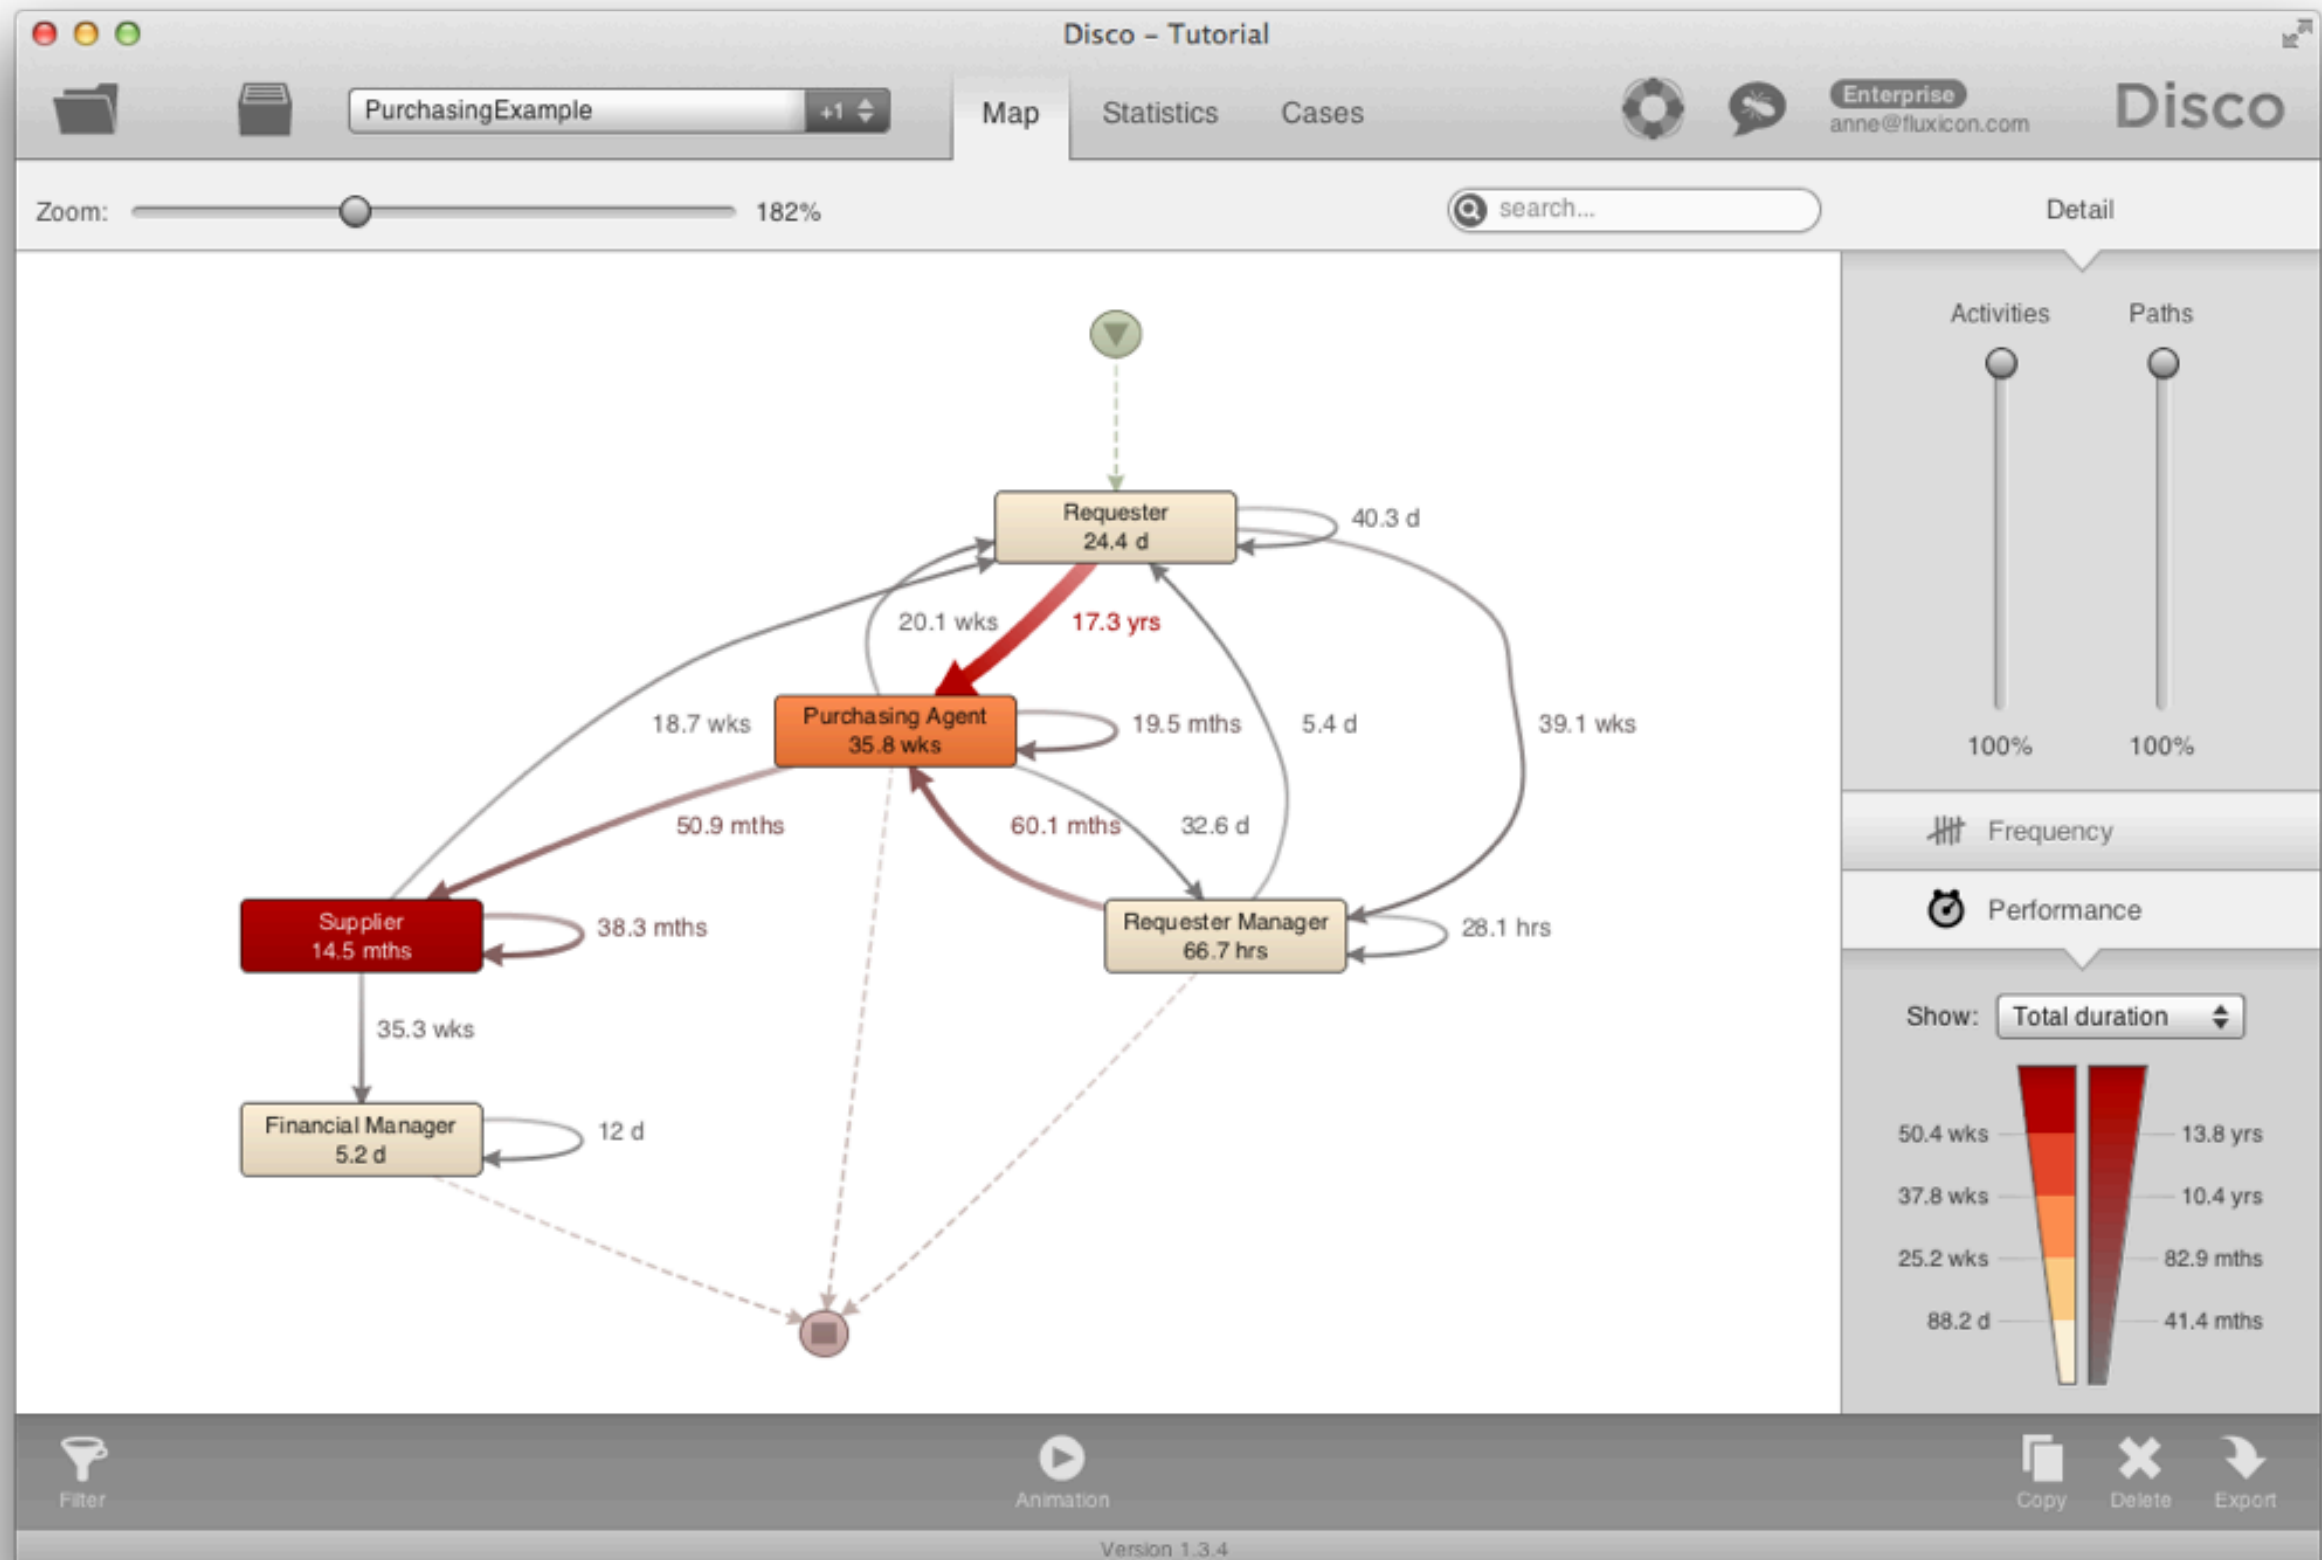 Disco – Tutorial
PurchasingExample
+1
Map
Statistics
Cases
Enterprise
anne@fluxicon.com
Disco
Zoom:
182%
search...
Detail
Activities
Paths
100%
100%
Requester
24.4 d
40.3 d
20.1 wks
17.3 yrs
Purchasing Agent
35.8 wks
18.7 wks
19.5 mths
5.4 d
39.1 wks
50.9 mths
60.1 mths
32.6 d
Supplier
14.5 mths
38.3 mths
Requester Manager
66.7 hrs
28.1 hrs
35.3 wks
Financial Manager
5.2 d
12 d
Frequency
Performance
Show:
Total duration
50.4 wks
13.8 yrs
37.8 wks
10.4 yrs
25.2 wks
82.9 mths
88.2 d
41.4 mths
Filter
Animation
Copy
Delete
Export
Version 1.3.4